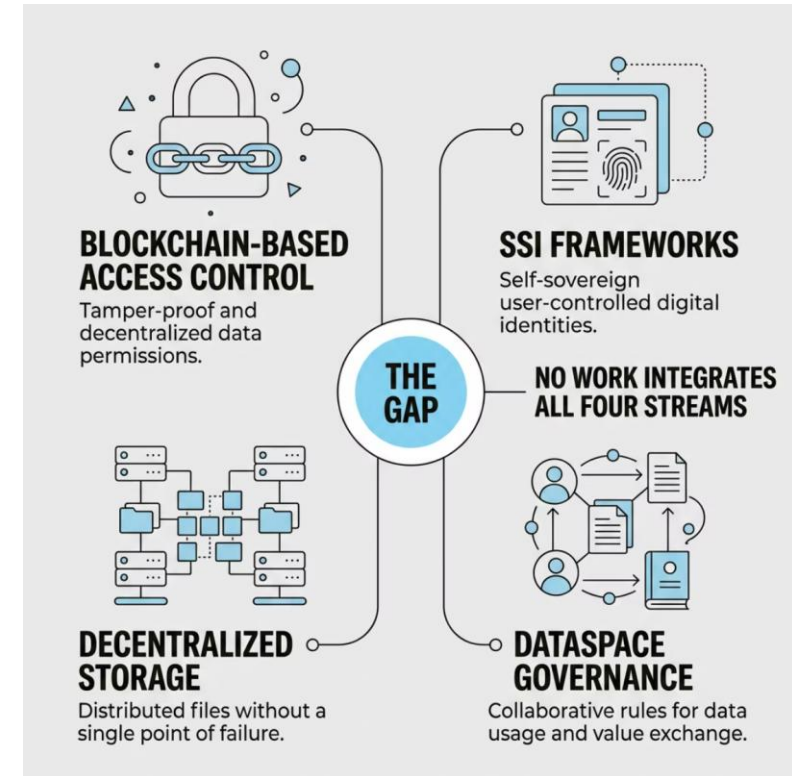 BLOCKCHAIN-BASED
ACCESS CONTROL
Tamper-proof and
decentralized data
permissions.
SSI FRAMEWORKS
Self-sovereign
user-controlled digital
identities.
THE
GAP
NO WORK INTEGRATES
ALL FOUR STREAMS
DECENTRALIZED
STORAGE
Distributed files without a
single point of failure.
DATASPACE
GOVERNANCE
Collaborative rules for data
usage and value exchange.